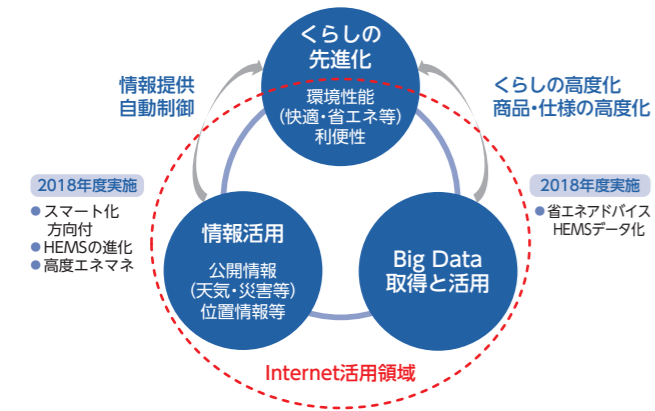 くらしの
先進化
環境性能
(快適・省エネ等)
利便性
情報提供
自動制御
くらしの高度化
商品・仕様の高度化
2018年度実施
●スマート化
方向付
●HEMSの進化
●高度エネマネ
2018年度実施
●省エネアドバイス
HEMSデータ化
情報活用
公開情報
(天気・災害等)
位置情報等
Big Data
取得と活用
Internet活用領域